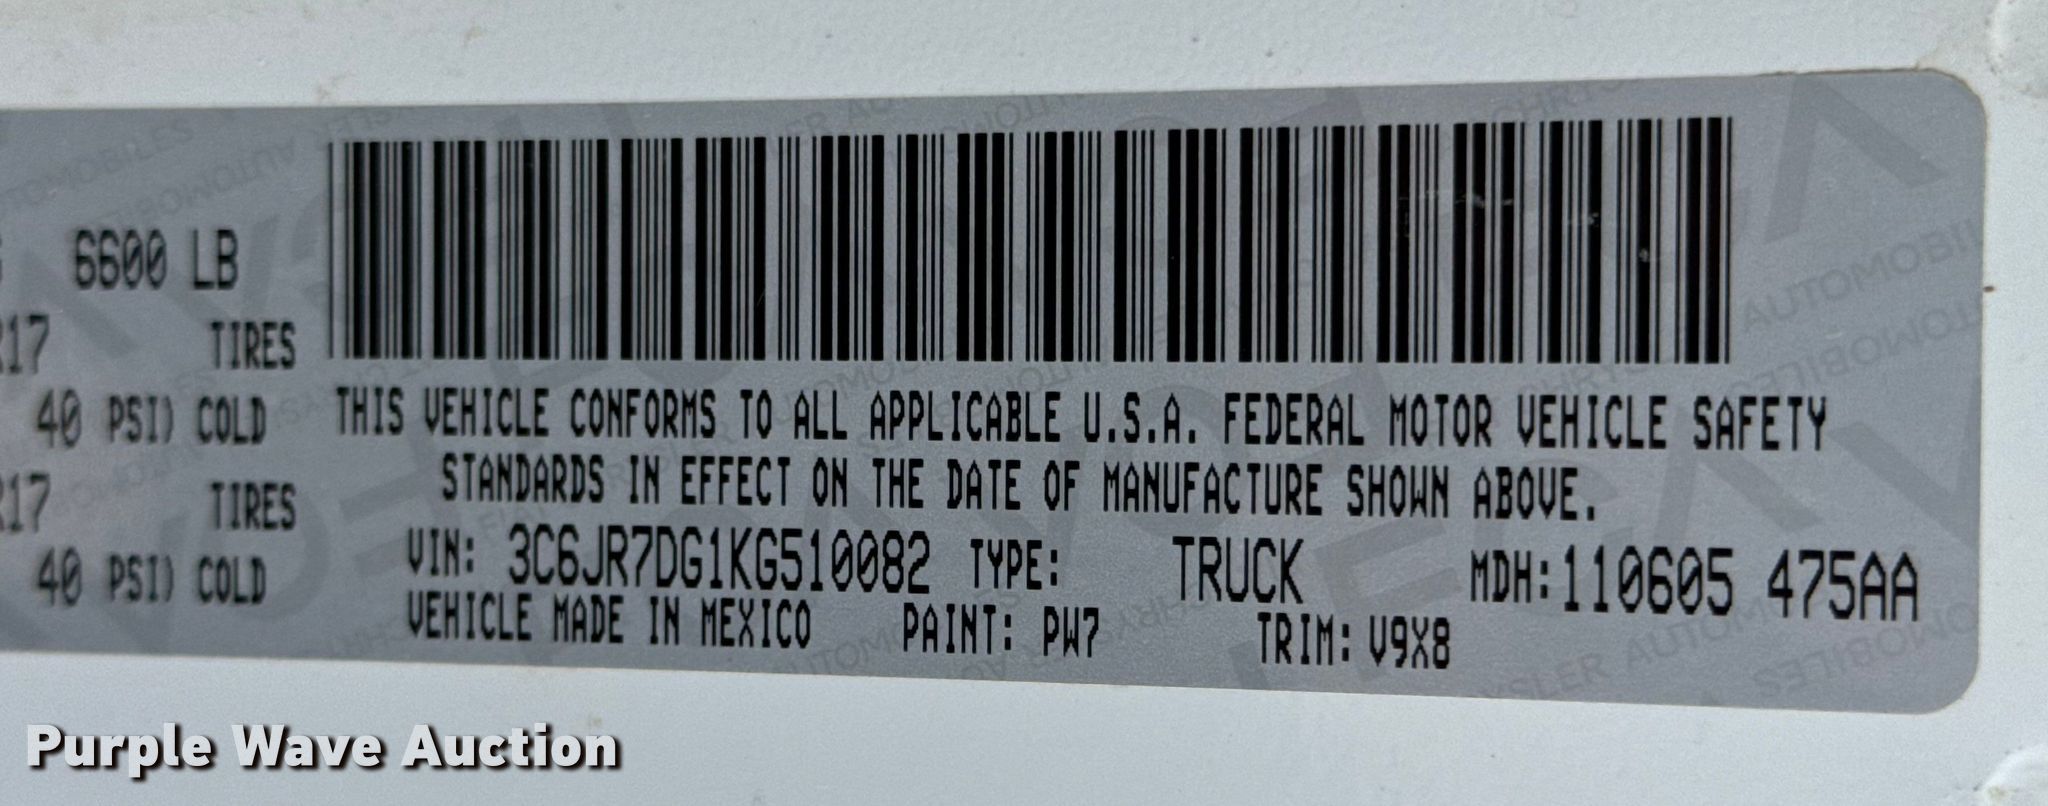 6600 LB
R17 TIRES
40 PSI) COLD
R17 TIRES
40 PSI) COLD
THIS VEHICLE CONFORMS TO ALL APPLICABLE U.S.A. FEDERAL MOTOR VEHICLE SAFETY
STANDARDS IN EFFECT ON THE DATE OF MANUFACTURE SHOWN ABOVE.
VIN: 3C6JR7DG1KG510082 TYPE: TRUCK MDH:110605 475AA
VEHICLE MADE IN MEXICO PAINT: PW7 TRIM: V9X8
Purple Wave Auction